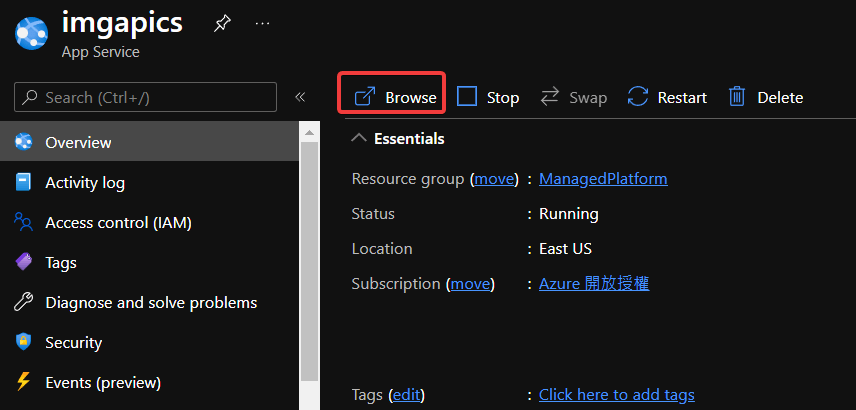 imgapics
App Service
Search (Ctrl+/)
Overview
Activity log
Access control (IAM)
Tags
Diagnose and solve problems
Security
Events (preview)
Browse Stop Swap Restart Delete
Essentials
Resource group (move) : ManagedPlatform
Status : Running
Location : East US
Subscription (move) : Azure 開放授權
Tags (edit) : Click here to add tags